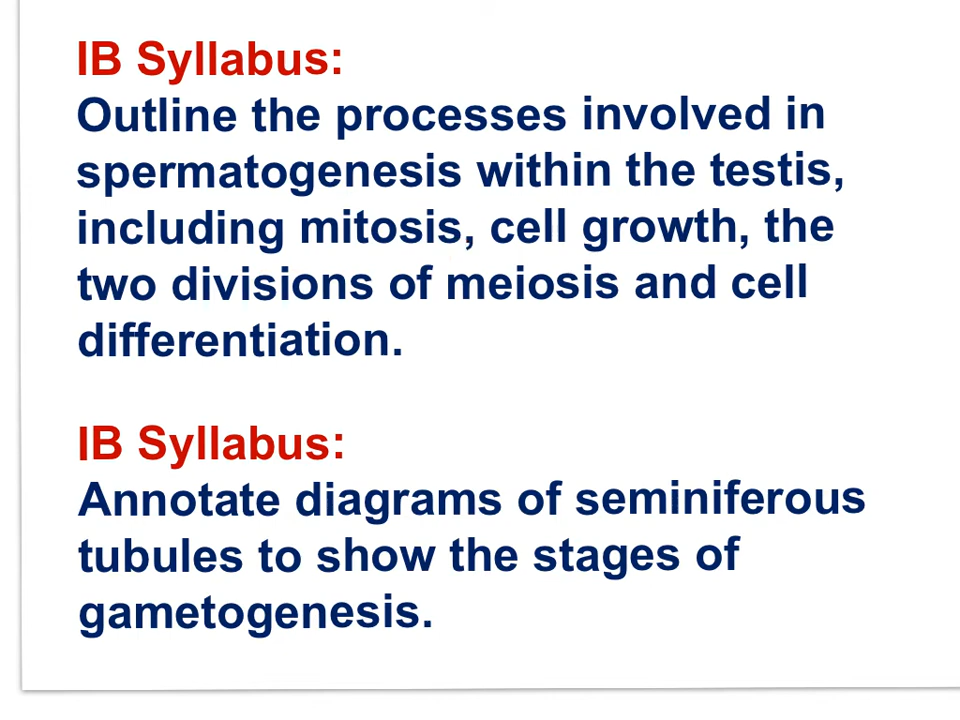 IB Syllabus:
Outline the processes involved in
spermatogenesis within the testis,
including mitosis, cell growth, the
two divisions of meiosis and cell
differentiation.
IB Syllabus:
Annotate diagrams of seminiferous
tubules to show the stages of
gametogenesis.